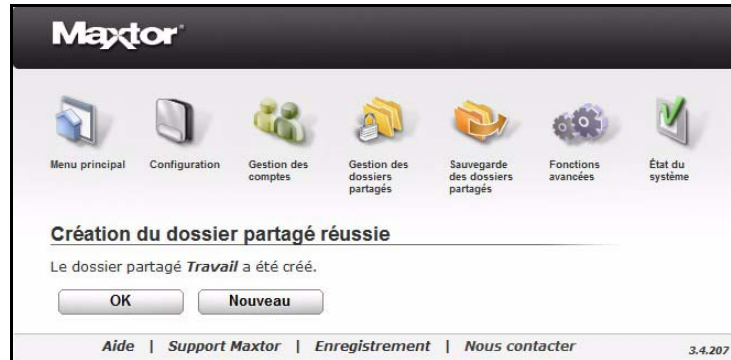 Maxtor
Menu principal
Configuration
Gestion des
comptes
Gestion des
dossiers
partagés
Sauvegarde
des dossiers
partagés
Fonctions
avancées
État du
système
Création du dossier partagé réussie
Le dossier partagé Travail a été créé.
OK Nouveau
Aide | Support Maxtor | Enregistrement | Nous contacter 3.4.207